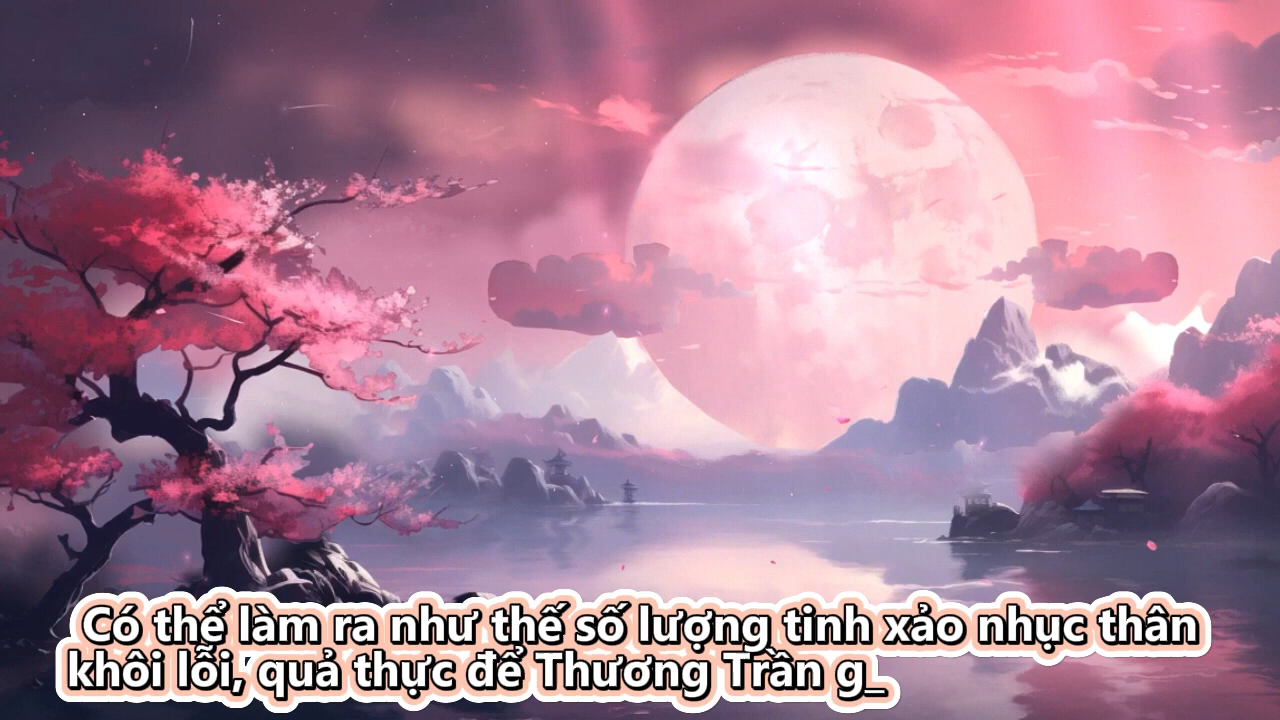 Có thể làm ra như thế số lượng tinh xảo nhục thân
khôi lỗi, quả thực để Thương Trần g_